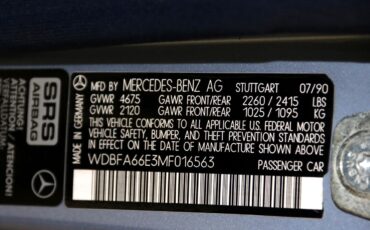 MFD. BY MERCEDES-BENZ AG STUTTGART 07/90
GVWR 4675 GAWR FRONT/REAR 2260 / 2415 LBS
GVWR 2120 GAWR FRONT/REAR 1025 / 1095 KG
THIS VEHICLE CONFORMS TO ALL APPLICABLE U.S. FEDERAL MOTOR
VEHICLE SAFETY, BUMPER, AND THEFT PREVENTION STANDARDS
IN EFFECT ON THE DATE OF MANUFACTURE SHOWN ABOVE
WDBFA66E3MF016563 PASSENGER CAR
MADE IN GERMANY
SRS
AIRBAG
ACHTUNG
ATTENTION
ATTENZIONE